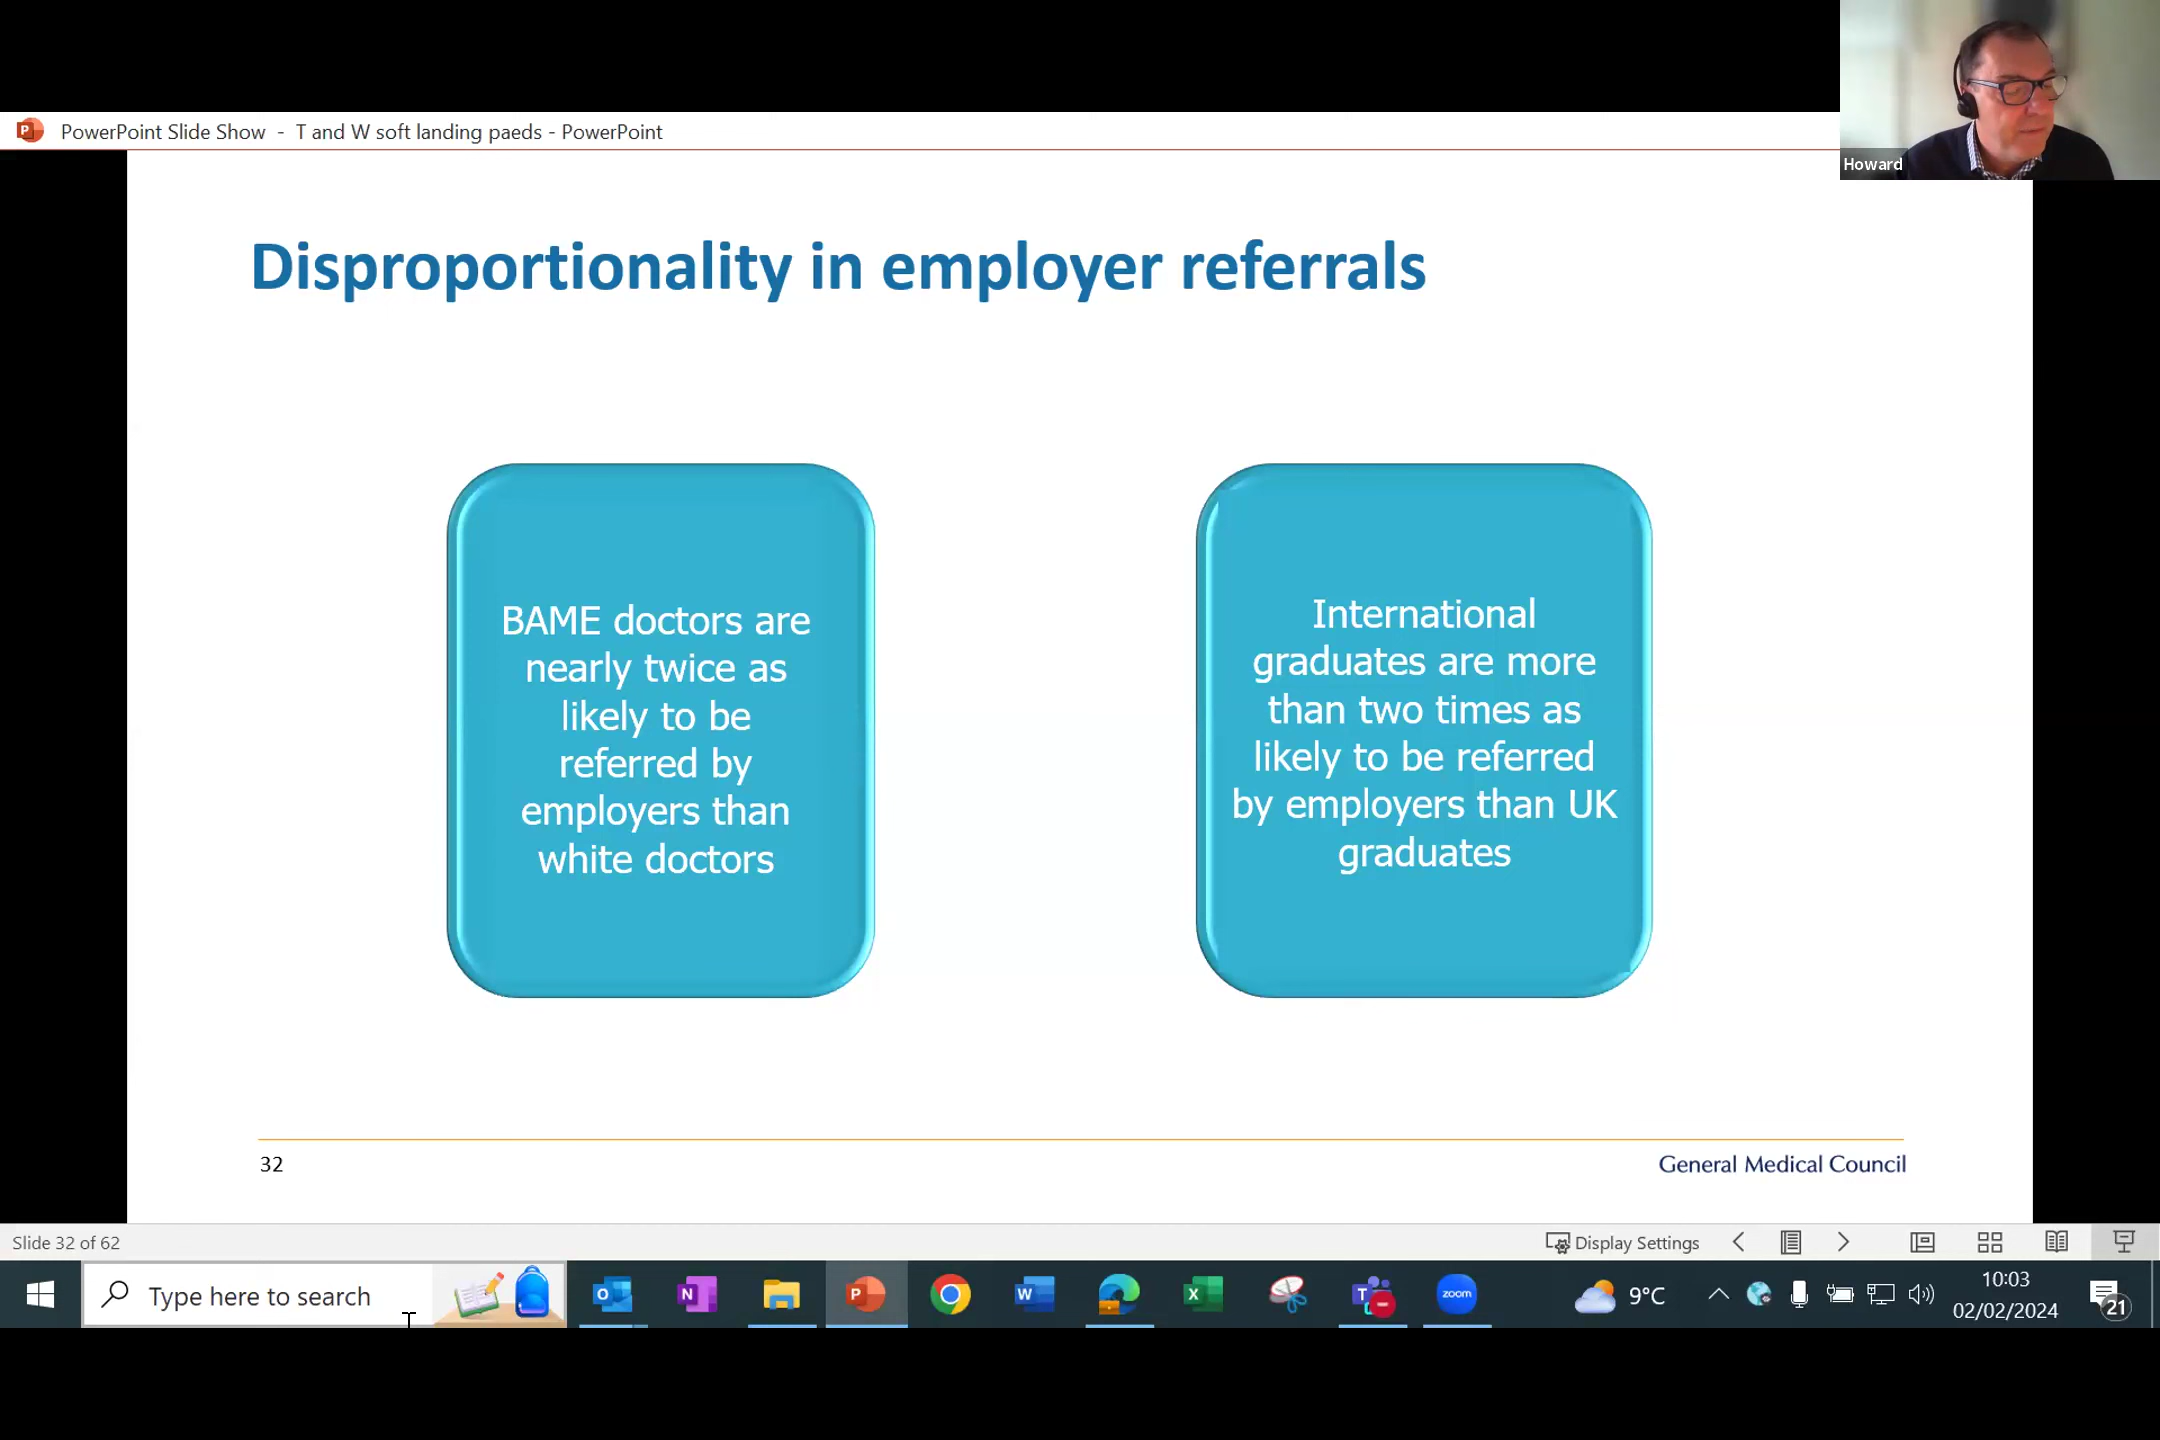 PowerPoint Slide Show - T and W soft landing paeds - PowerPoint
Howard
Disproportionality in employer referrals
BAME doctors are
nearly twice as
likely to be
referred by
employers than
white doctors
International
graduates are more
than two times as
likely to be referred
by employers than UK
graduates
32
General Medical Council
Slide 32 of 62
Display Settings
Type here to search
zoom
9°C
10:03
02/02/2024
21